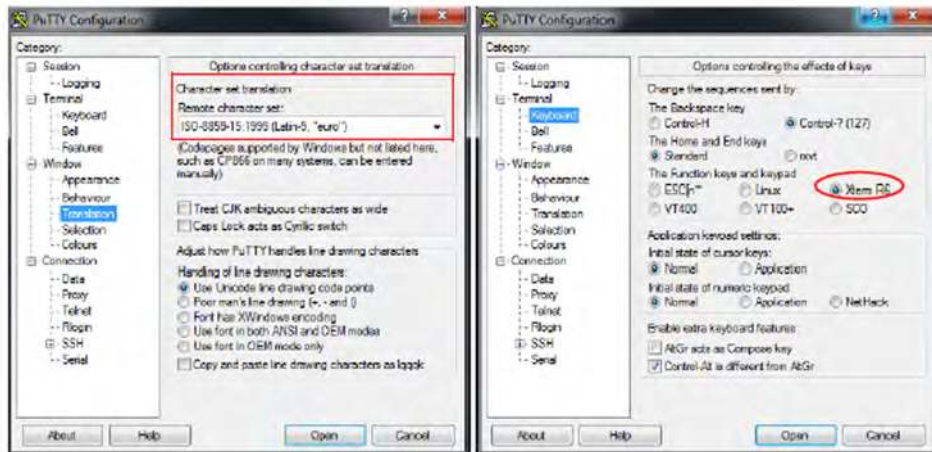 PuTTY Configuration
Category:
Session
Logging
Terminal
Keyboard
Bell
Features
Window
Appearance
Behaviour
Translation
Selection
Colours
Connection
Data
Proxy
Telnet
Rlogin
SSH
Serial
Options controlling character set translation
Character set translation
Remote character set:
ISO-8859-15:1999 (Latin-9, "euro")
(Codepages supported by Windows but not listed here,
such as CP866 on many systems, can be entered
manually)
Treat CJK ambiguous characters as wide
Caps Lock acts as Cyrillic switch
Adjust how PuTTY handles line drawing characters
Handling of line drawing characters:
Use Unicode line drawing code points
Poor man's line drawing (+, - and |)
Font has XWindows encoding
Use font in both ANSI and OEM modes
Use font in OEM mode only
Copy and paste line drawing characters as lqqqk
About Help Open Cancel
PuTTY Configuration
Category:
Session
Logging
Terminal
Keyboard
Bell
Features
Window
Appearance
Behaviour
Translation
Selection
Colours
Connection
Data
Proxy
Telnet
Rlogin
SSH
Serial
Options controlling the effects of keys
Change the sequences sent by:
The Backspace key
Control-H Control-? (127)
The Home and End keys
Standard rxvt
The Function keys and keypad
ESC[n~ Linux Xterm R6
VT400 VT100+ SCO
Application keypad settings:
Initial state of cursor keys:
Normal Application
Initial state of numeric keypad:
Normal Application NetHack
Enable extra keyboard features:
AltGr acts as Compose key
Control-Alt is different from AltGr
About Help Open Cancel